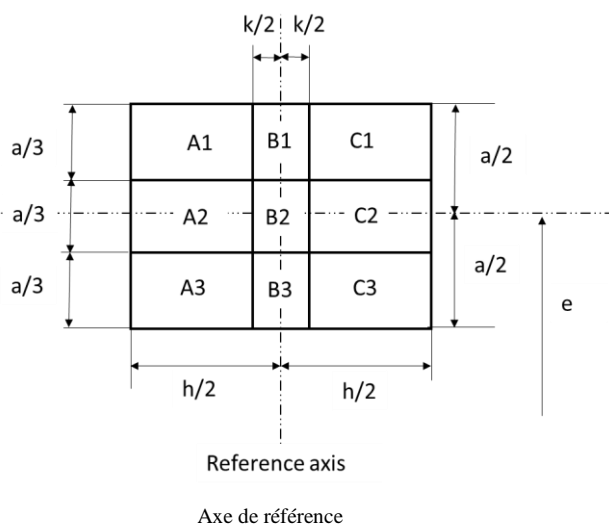 k/2 k/2
a/3 A1 B1 C1 a/2
a/3 A2 B2 C2
a/3 A3 B3 C3 a/2
e
h/2 h/2
Reference axis
Axe de référence